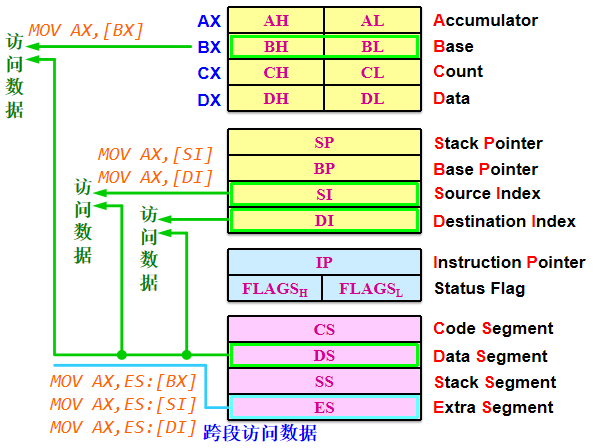 MOV AX,[BX]
访问数据
AX AH AL Accumulator
BX BH BL Base
CX CH CL Count
DX DH DL Data
MOV AX,[SI]
MOV AX,[DI]
访问数据
访问数据
SP Stack Pointer
BP Base Pointer
SI Source Index
DI Destination Index
IP Instruction Pointer
FLAGSH FLAGSL Status Flag
CS Code Segment
DS Data Segment
SS Stack Segment
ES Extra Segment
MOV AX,ES:[BX]
MOV AX,ES:[SI]
MOV AX,ES:[DI]
跨段访问数据